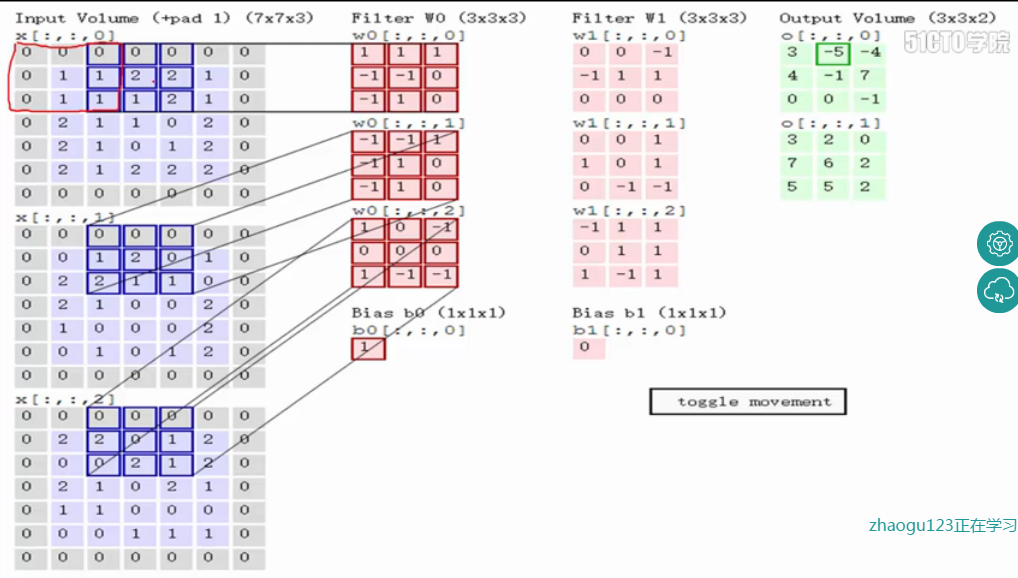 Input Volume (+pad 1) (7x7x3)
x[:,:,0]
0 0 0 0 0 0 0
0 1 1 2 2 1 0
0 1 1 1 2 1 0
0 2 1 1 0 2 0
0 2 1 0 1 2 0
0 2 1 2 2 2 0
0 0 0 0 0 0 0
x[:,:,1]
0 0 0 0 0 0 0
0 0 1 2 0 1 0
0 2 2 1 1 0 0
0 2 1 0 0 2 0
0 1 0 0 0 2 0
0 0 1 0 1 2 0
0 0 0 0 0 0 0
x[:,:,2]
0 0 0 0 0 0 0
0 2 2 0 1 2 0
0 0 0 2 1 2 0
0 2 1 0 2 1 0
0 1 1 0 0 0 0
0 0 0 1 1 1 0
0 0 0 0 0 0 0
Filter W0 (3x3x3)
w0[:,:,0]
1 1 1
-1 -1 0
-1 1 0
w0[:,:,1]
-1 -1 1
-1 1 0
-1 1 0
w0[:,:,2]
1 0 -1
0 0 0
1 -1 -1
Bias b0 (1x1x1)
b0[:,:,0]
1
Filter W1 (3x3x3)
w1[:,:,0]
0 0 -1
-1 1 1
0 0 0
w1[:,:,1]
0 0 1
1 0 1
0 -1 -1
w1[:,:,2]
-1 1 1
0 1 1
1 -1 1
Bias b1 (1x1x1)
b1[:,:,0]
0
Output Volume (3x3x2)
o[:,:,0]
3 -5 -4
4 -1 7
0 0 -1
o[:,:,1]
3 2 0
7 6 2
5 5 2
toggle movement
51CTO学院
zhaogu123正在学习